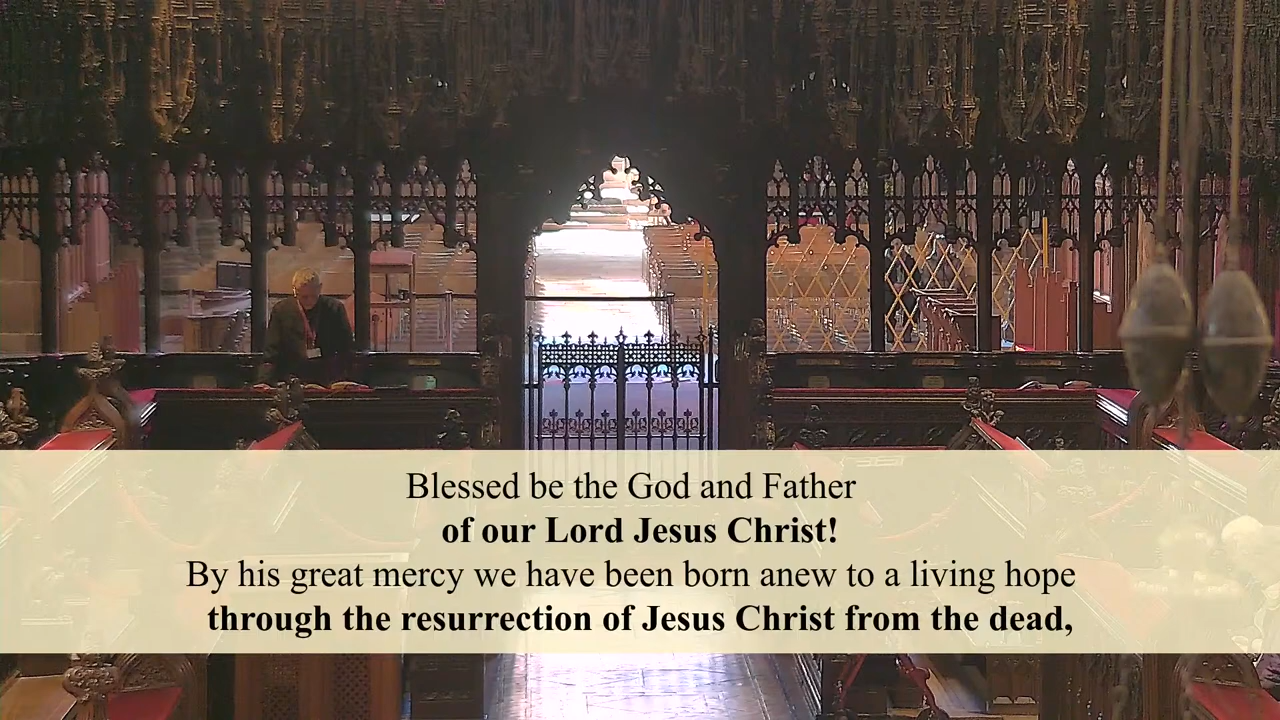 Blessed be the God and Father
of our Lord Jesus Christ!
By his great mercy we have been born anew to a living hope
through the resurrection of Jesus Christ from the dead,